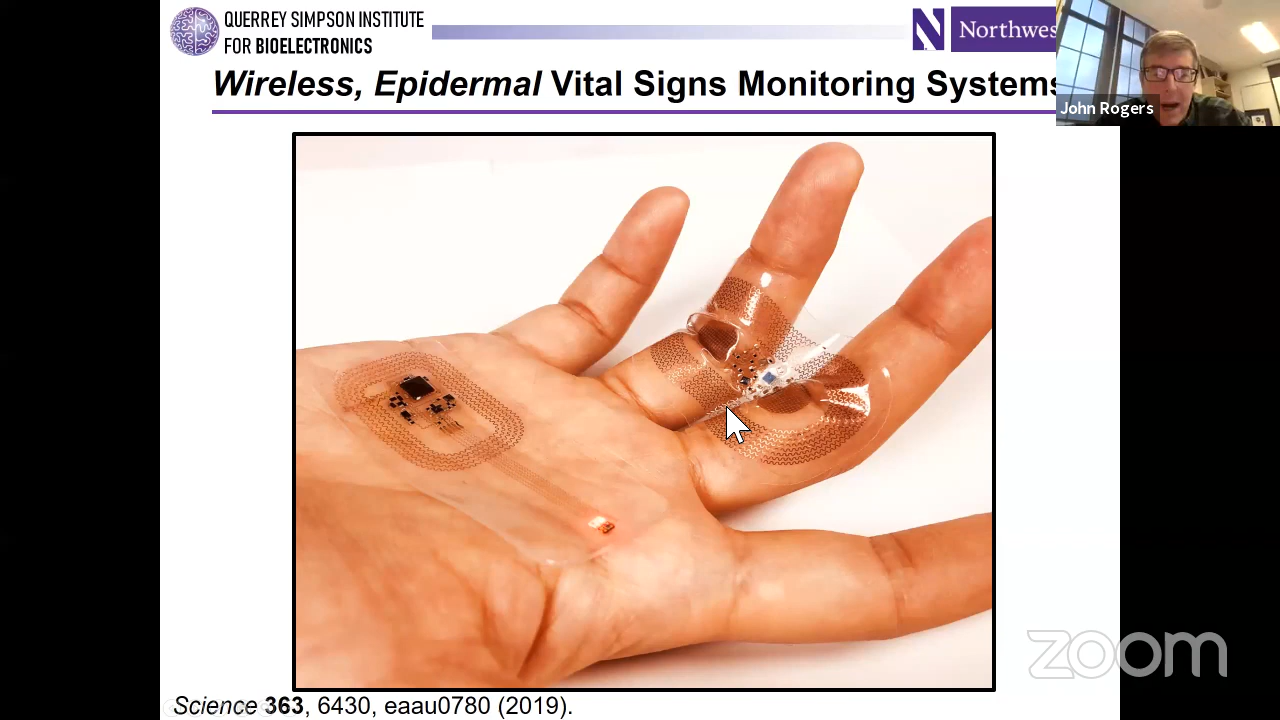 QUERREY SIMPSON INSTITUTE
FOR BIOELECTRONICS
N Northwes
Wireless, Epidermal Vital Signs Monitoring Systems
John Rogers
zoom
Science 363, 6430, eaau0780 (2019).